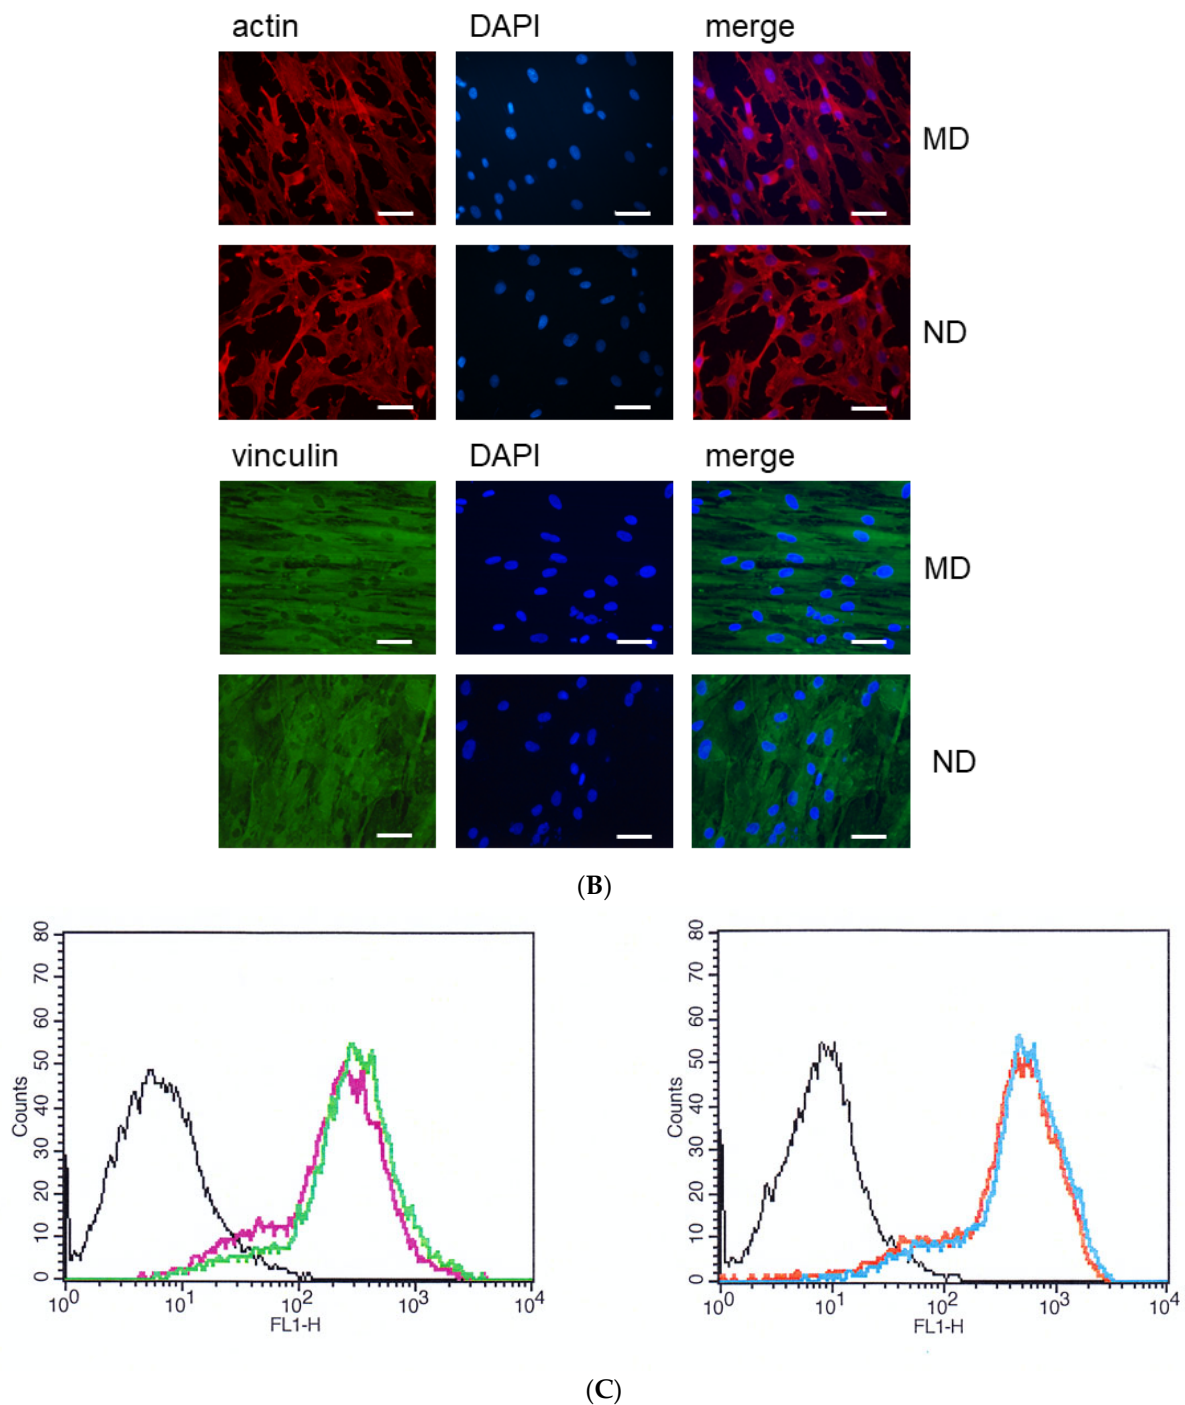 actin DAPI merge
MD
ND
vinculin DAPI merge
MD
ND
(B)
80 70 60 50 40 30 20 10 0
Counts
10⁰ 10¹ 10² 10³ 10⁴
FL1-H
80 70 60 50 40 30 20 10 0
Counts
10⁰ 10¹ 10² 10³ 10⁴
FL1-H
(C)